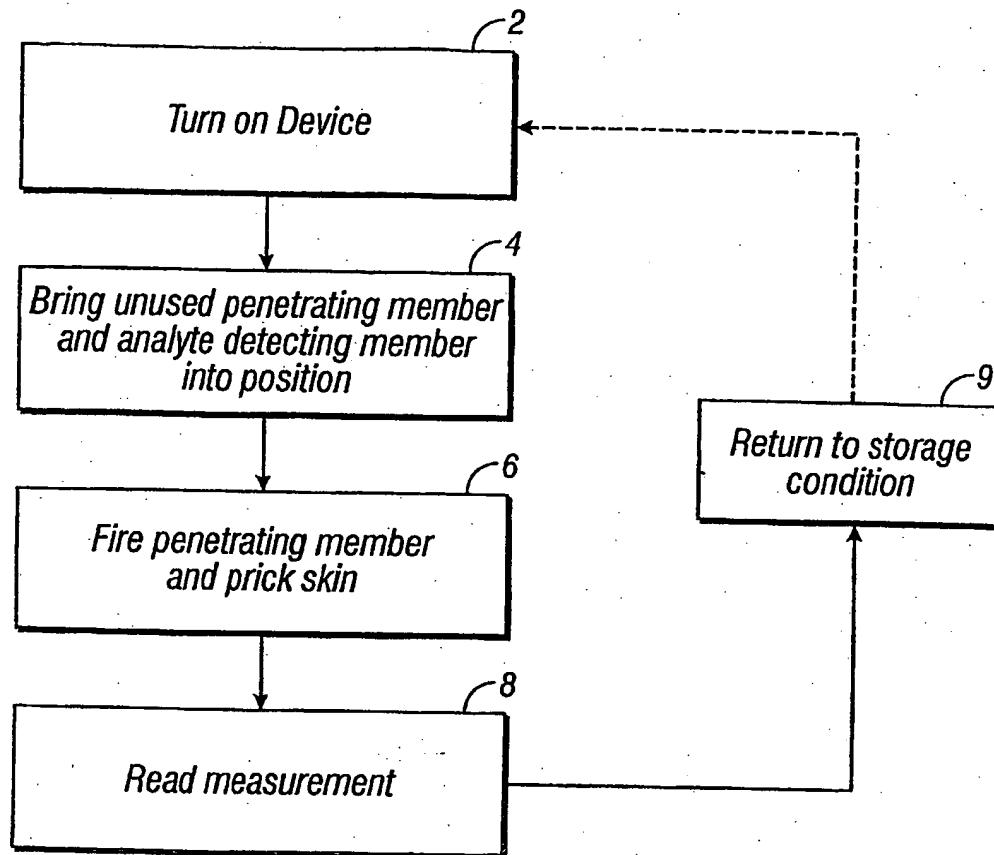 2
Turn on Device
4
Bring unused penetrating member
and analyte detecting member
into position
6
Fire penetrating member
and prick skin
8
Read measurement
9
Return to storage
condition